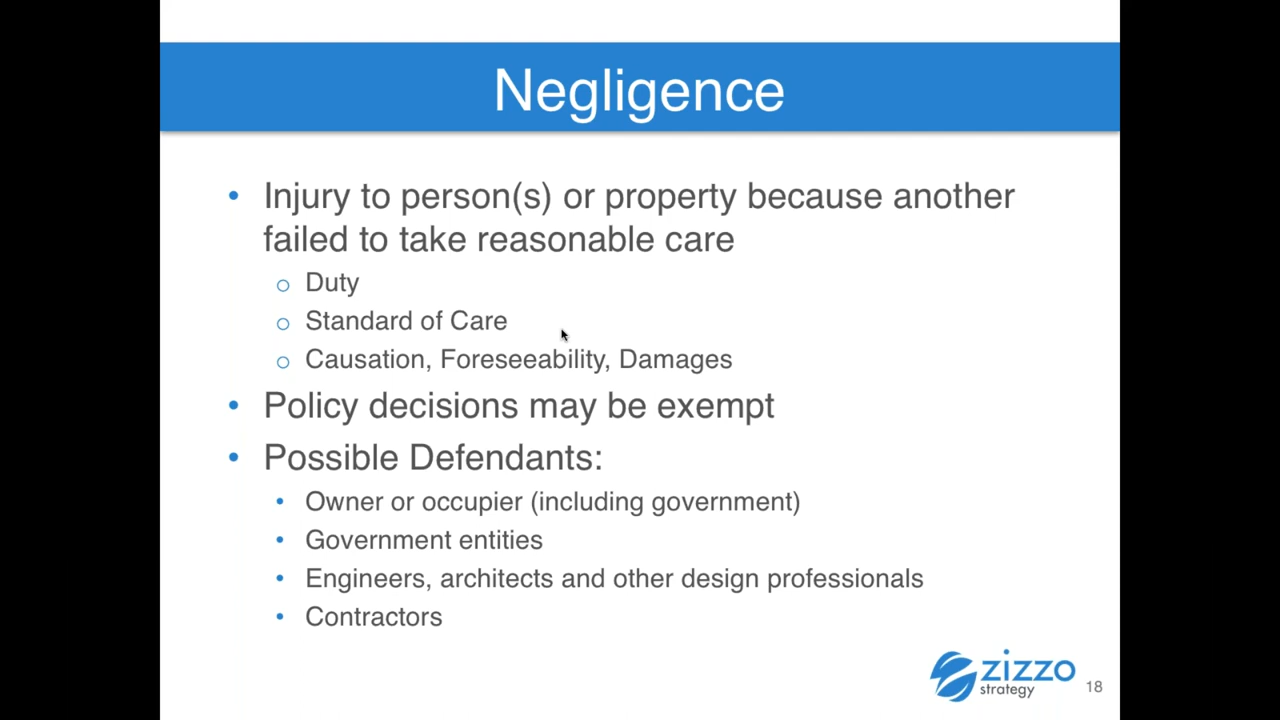 Negligence
• Injury to person(s) or property because another
failed to take reasonable care
o Duty
o Standard of Care
o Causation, Foreseeability, Damages
• Policy decisions may be exempt
• Possible Defendants:
• Owner or occupier (including government)
• Government entities
• Engineers, architects and other design professionals
• Contractors
zizzo
strategy
18